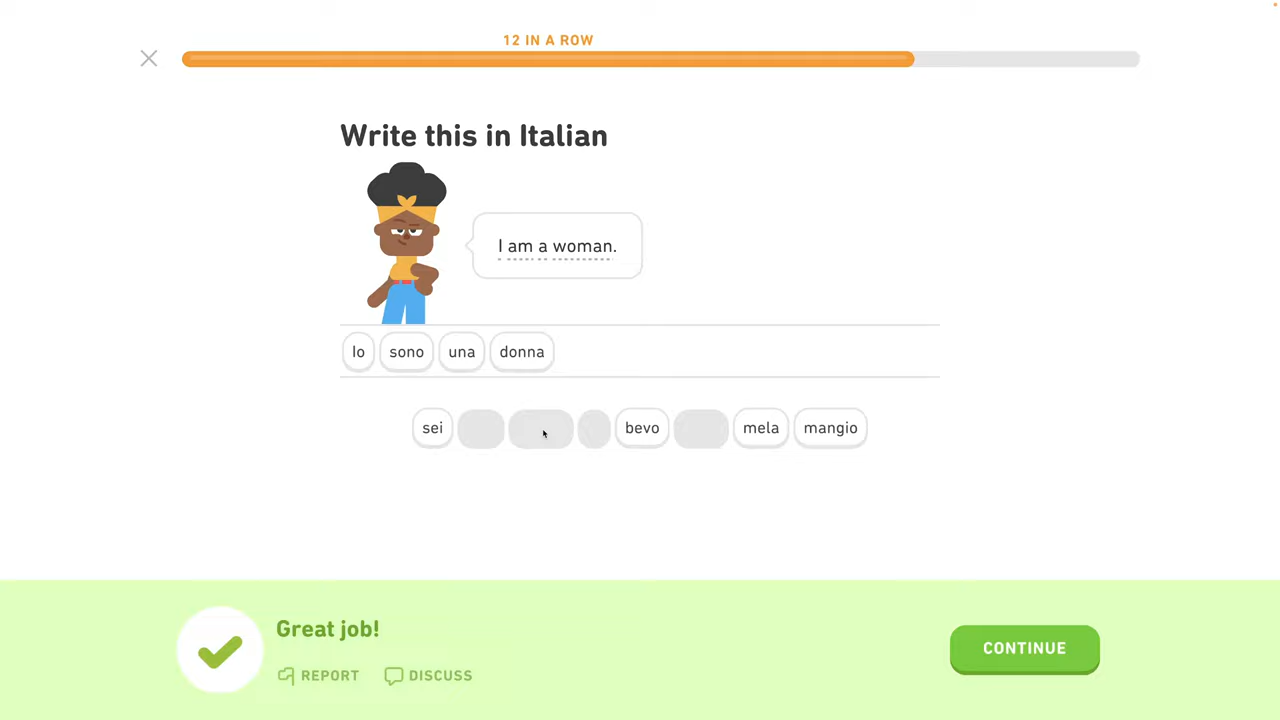 12 IN A ROW
Write this in Italian
I am a woman.
Io sono una donna
sei bevo mela mangio
Great job!
REPORT DISCUSS
CONTINUE